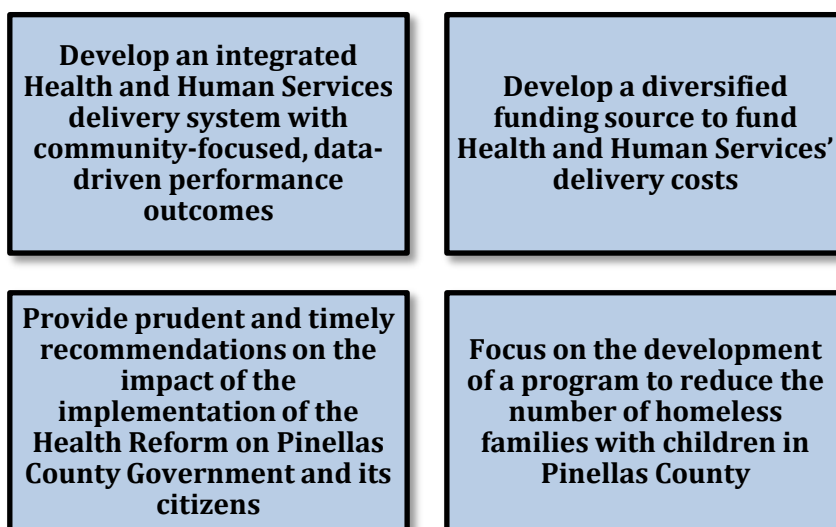 Develop an integrated
Health and Human Services
delivery system with
community-focused, data-
driven performance
outcomes
Develop a diversified
funding source to fund
Health and Human Services’
delivery costs
Provide prudent and timely
recommendations on the
impact of the
implementation of the
Health Reform on Pinellas
County Government and its
citizens
Focus on the development
of a program to reduce the
number of homeless
families with children in
Pinellas County